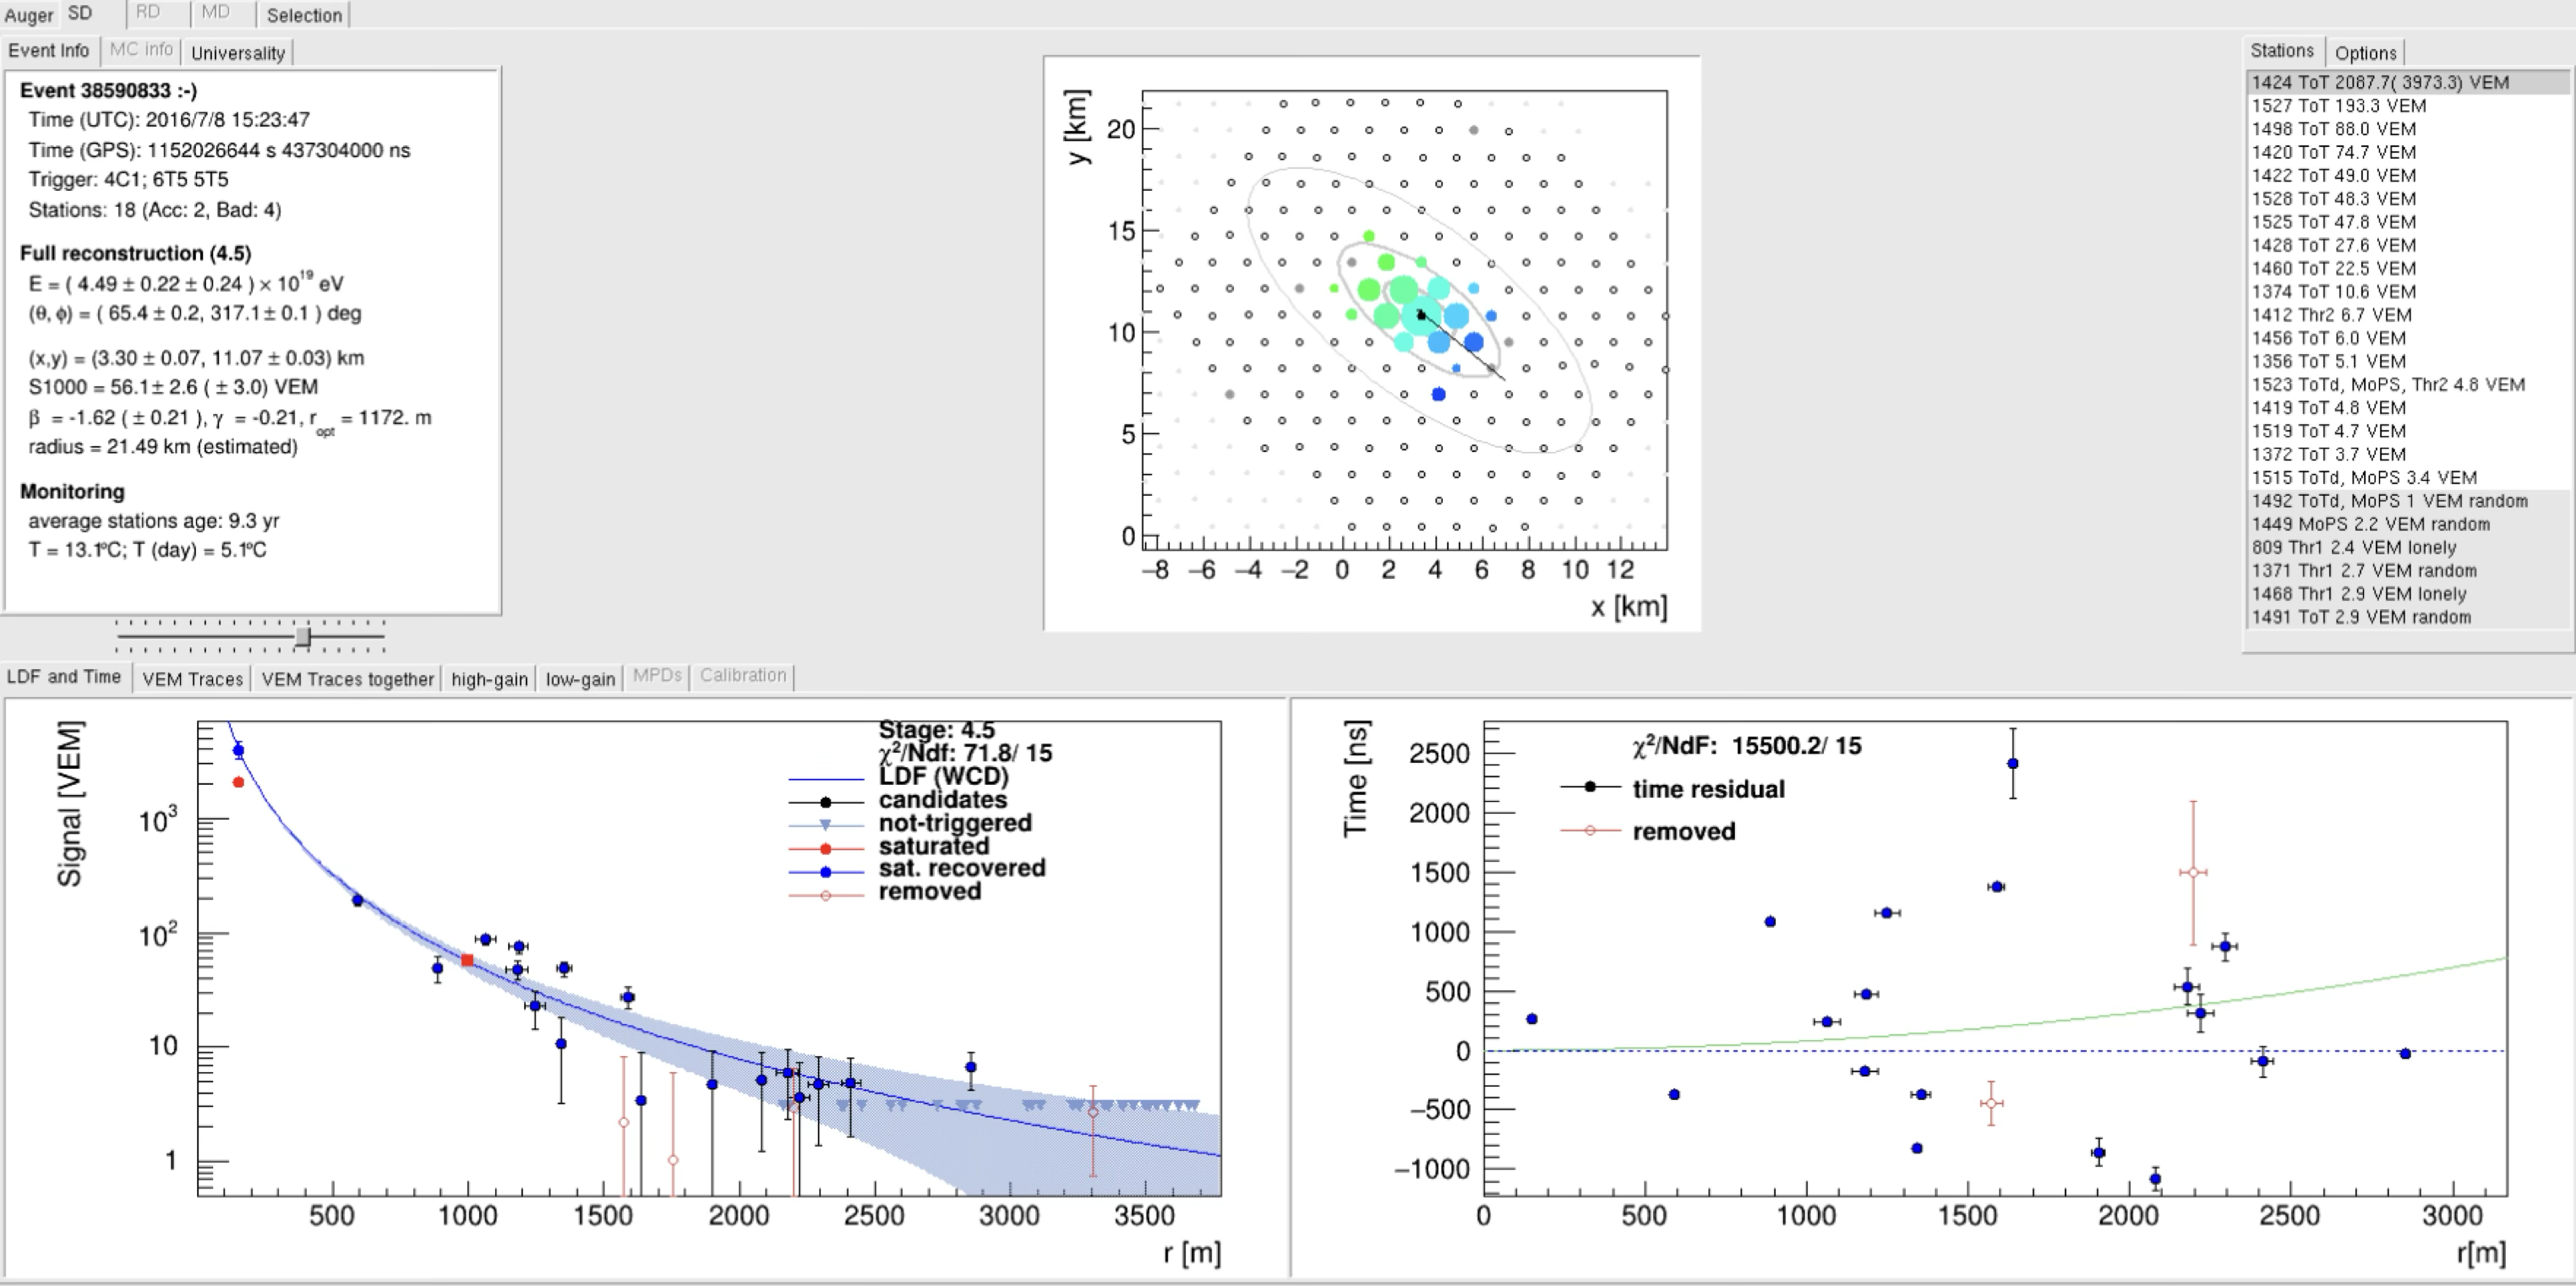 Auger SD RD MD Selection
Event Info MC info Universality
Event 38590833 :-)
Time (UTC): 2016/7/8 15:23:47
Time (GPS): 1152026644 s 437304000 ns
Trigger: 4C1; 6T5 5T5
Stations: 18 (Acc: 2, Bad: 4)
Full reconstruction (4.5)
E = ( 4.49 ± 0.22 ± 0.24 ) × 10¹⁹ eV
(θ, φ) = ( 65.4 ± 0.2, 317.1 ± 0.1 ) deg
(x,y) = (3.30 ± 0.07, 11.07 ± 0.03) km
S1000 = 56.1 ± 2.6 ( ± 3.0) VEM
β = -1.62 ( ± 0.21 ), γ = -0.21, r_opt = 1172. m
radius = 21.49 km (estimated)
Monitoring
average stations age: 9.3 yr
T = 13.1ºC; T (day) = 5.1ºC
y [km]
20
15
10
5
0
−8 −6 −4 −2 0 2 4 6 8 10 12
x [km]
Stations Options
1424 ToT 2087.7( 3973.3) VEM
1527 ToT 193.3 VEM
1498 ToT 88.0 VEM
1420 ToT 74.7 VEM
1422 ToT 49.0 VEM
1528 ToT 48.3 VEM
1525 ToT 47.8 VEM
1428 ToT 27.6 VEM
1460 ToT 22.5 VEM
1374 ToT 10.6 VEM
1412 Thr2 6.7 VEM
1456 ToT 6.0 VEM
1356 ToT 5.1 VEM
1523 ToTd, MoPS, Thr2 4.8 VEM
1419 ToT 4.8 VEM
1519 ToT 4.7 VEM
1372 ToT 3.7 VEM
1515 ToTd, MoPS 3.4 VEM
1492 ToTd, MoPS 1 VEM random
1449 MoPS 2.2 VEM random
809 Thr1 2.4 VEM lonely
1371 Thr1 2.7 VEM random
1468 Thr1 2.9 VEM lonely
1491 ToT 2.9 VEM random
LDF and Time VEM Traces VEM Traces together high-gain low-gain MPDs Calibration
Signal [VEM]
10³
10²
10
1
Stage: 4.5
χ²/Ndf: 71.8/ 15
LDF (WCD)
candidates
not-triggered
saturated
sat. recovered
removed
500 1000 1500 2000 2500 3000 3500
r [m]
Time [ns]
2500
2000
1500
1000
500
0
−500
−1000
χ²/NdF: 15500.2/ 15
time residual
removed
0 500 1000 1500 2000 2500 3000
r[m]